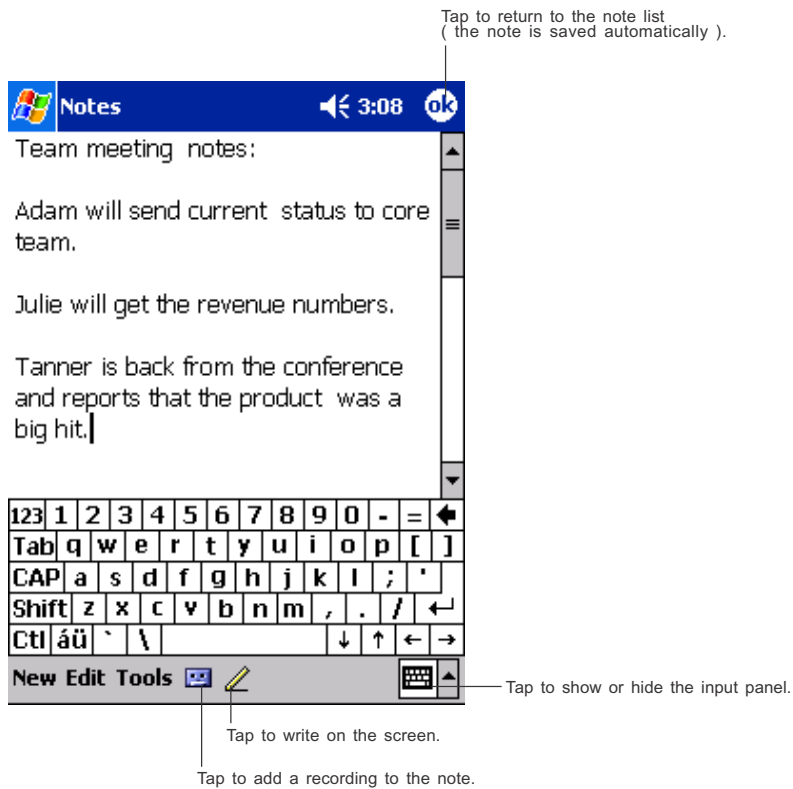 Tap to return to the note list
( the note is saved automatically ).
Notes 3:08 ok
Team meeting notes:
Adam will send current status to core
team.
Julie will get the revenue numbers.
Tanner is back from the conference
and reports that the product was a
big hit.
123 1 2 3 4 5 6 7 8 9 0 - =
Tab q w e r t y u i o p [ ]
CAP a s d f g h j k l ; '
Shift z x c v b n m , . / ↵
Ctl áü ` \ ↓ ↑ ← →
New Edit Tools
Tap to show or hide the input panel.
Tap to write on the screen.
Tap to add a recording to the note.